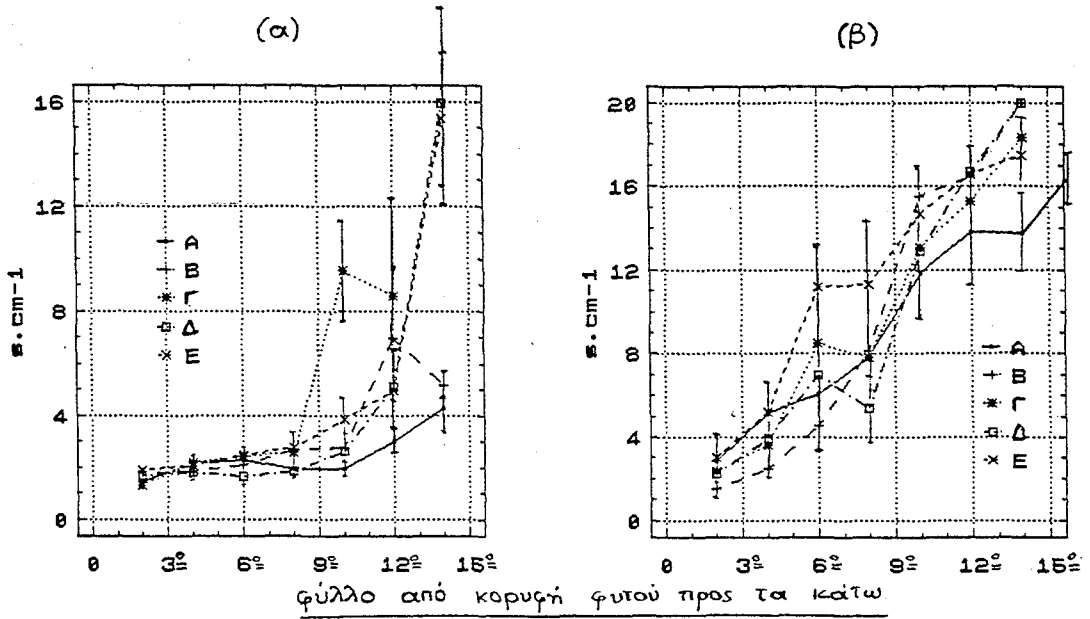 (α)
(β)
16
12
8
4
0
s.cm-1
A
B
Γ
Δ
E
0 3º 6º 9º 12º 15º
20
16
12
8
4
0
s.cm-1
A
B
Γ
Δ
E
0 3º 6º 9º 12º 15º
φύλλο από κορυφή φυτού προς τα κάτω